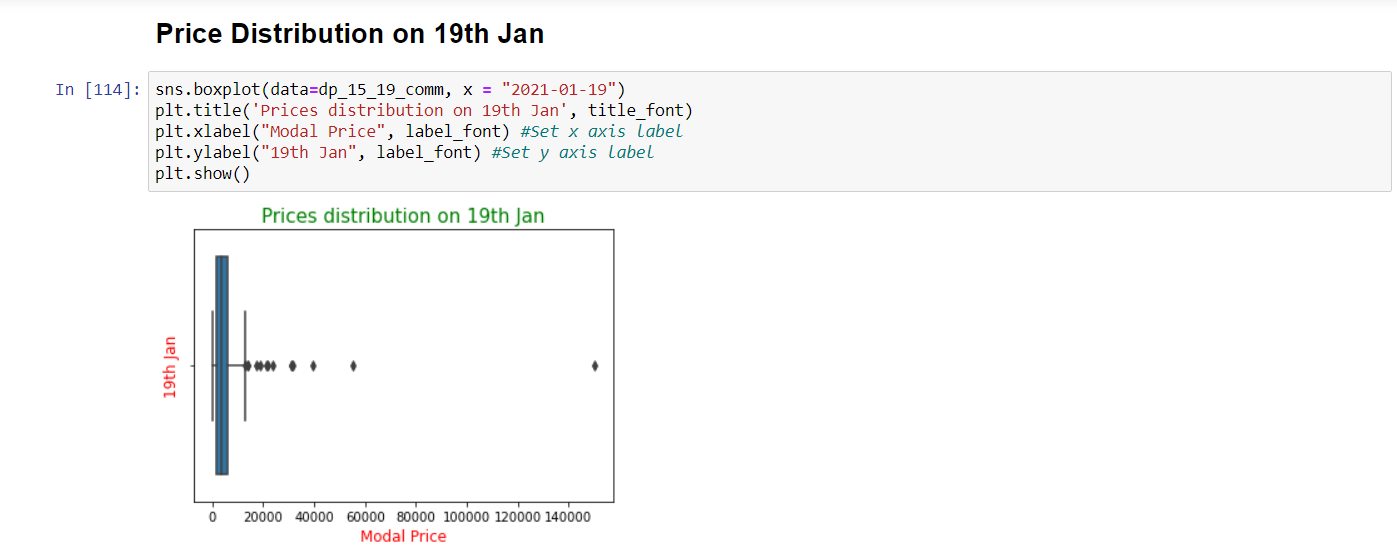 Price Distribution on 19th Jan
In [114]: sns.boxplot(data=dp_15_19_comm, x = "2021-01-19")
plt.title('Prices distribution on 19th Jan', title_font)
plt.xlabel("Modal Price", label_font) #Set x axis label
plt.ylabel("19th Jan", label_font) #Set y axis label
plt.show()
Prices distribution on 19th Jan
19th Jan
0 20000 40000 60000 80000 100000 120000 140000
Modal Price